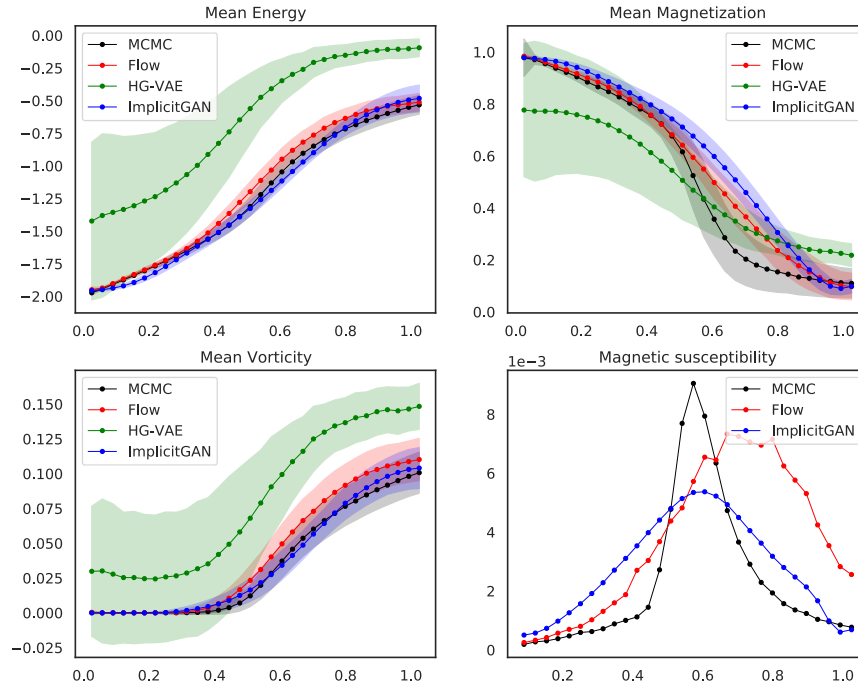 Mean Energy
0.00
−0.25
−0.50
−0.75
−1.00
−1.25
−1.50
−1.75
−2.00
MCMC
Flow
HG-VAE
ImplicitGAN
0.0 0.2 0.4 0.6 0.8 1.0
Mean Magnetization
1.0
0.8
0.6
0.4
0.2
0.0
MCMC
Flow
HG-VAE
ImplicitGAN
0.0 0.2 0.4 0.6 0.8 1.0
Mean Vorticity
0.150
0.125
0.100
0.075
0.050
0.025
0.000
−0.025
MCMC
Flow
HG-VAE
ImplicitGAN
0.0 0.2 0.4 0.6 0.8 1.0
Magnetic susceptibility
1e−3
8
6
4
2
0
MCMC
Flow
ImplicitGAN
0.2 0.4 0.6 0.8 1.0